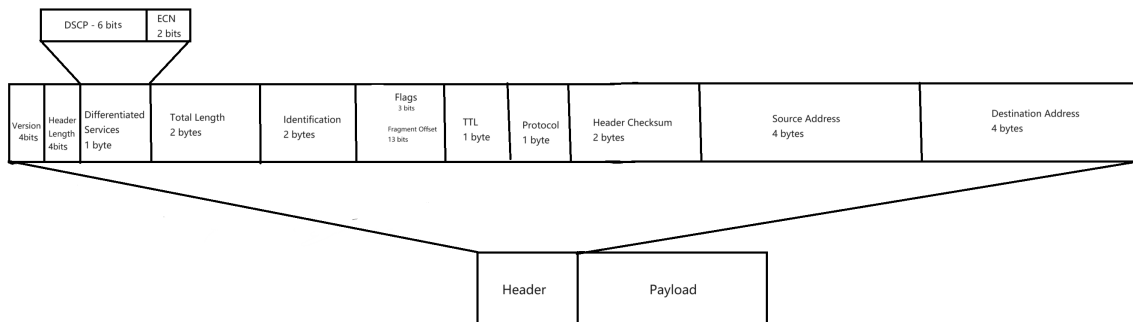 DSCP - 6 bits
ECN
2 bits
Version
4bits
Header
Length
4bits
Differentiated
Services
1 byte
Total Length
2 bytes
Identification
2 bytes
Flags
3 bits
Fragment Offset
13 bits
TTL
1 byte
Protocol
1 byte
Header Checksum
2 bytes
Source Address
4 bytes
Destination Address
4 bytes
Header
Payload